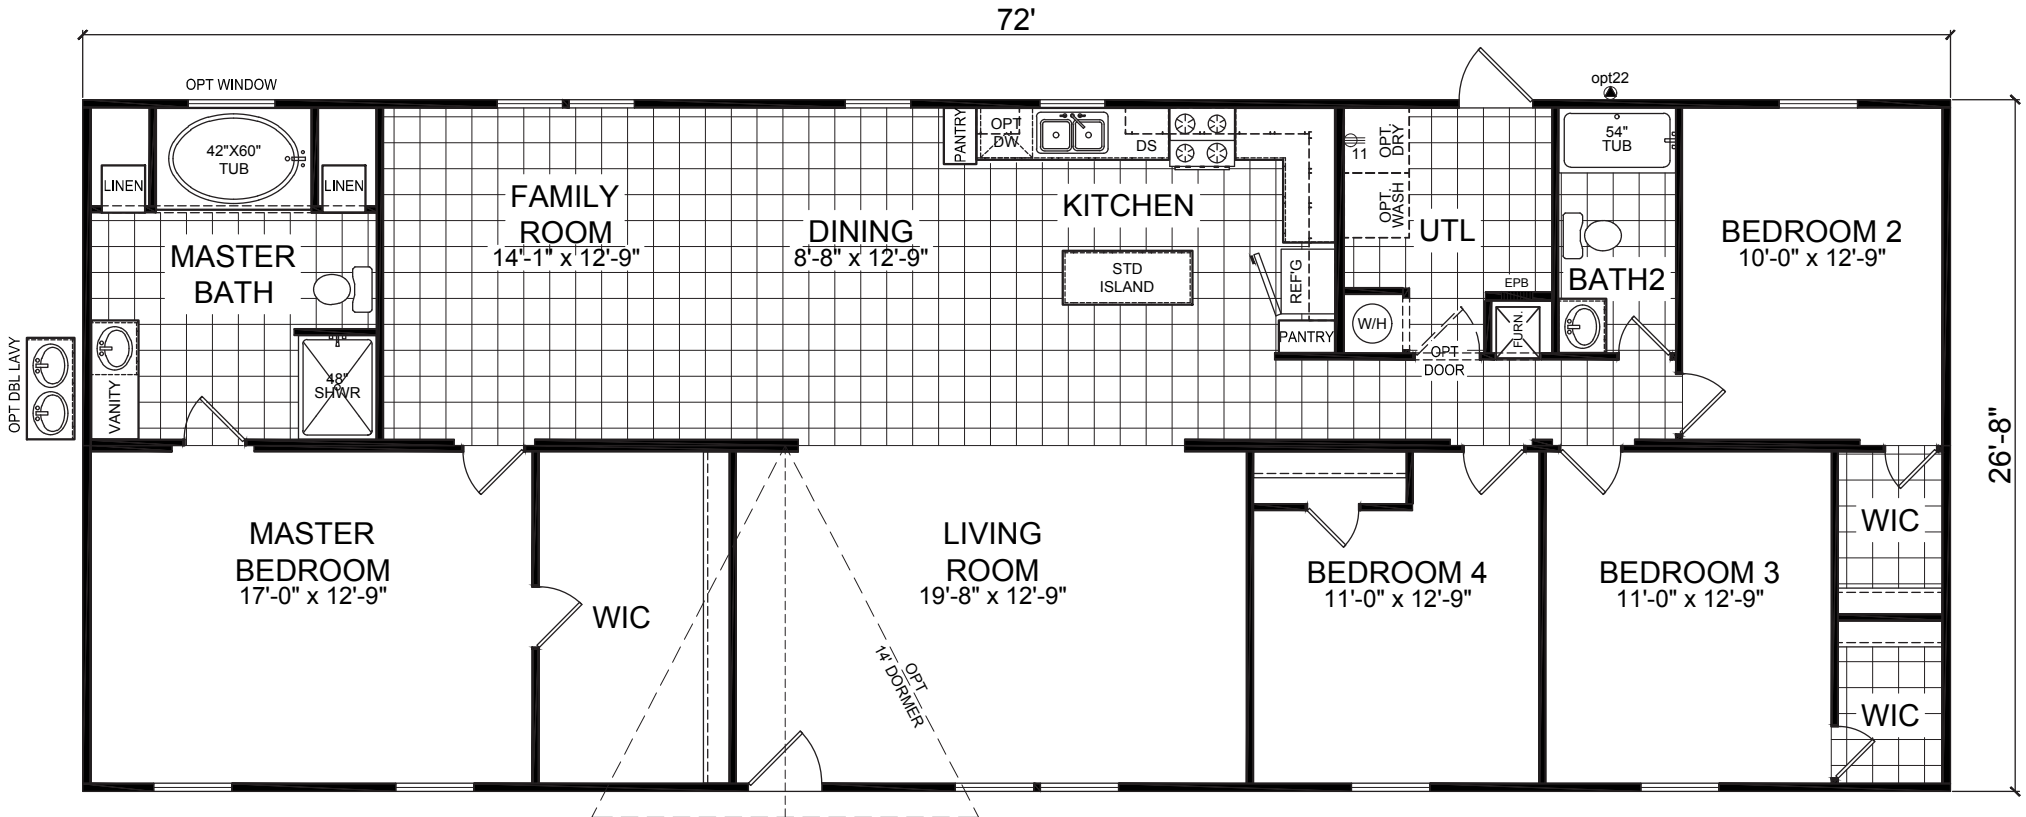 72'
OPT WINDOW
opt22
42"X60"
TUB
LINEN
LINEN
MASTER
BATH
OPT DBL LAVY
VANITY
48"
SHWR
FAMILY
ROOM
14'-1" x 12'-9"
DINING
8'-8" x 12'-9"
PANTRY
OPT
DW
DS
KITCHEN
STD
ISLAND
REF'G
PANTRY
11
OPT.
DRY
OPT.
WASH
UTL
W/H
OPT
DOOR
EPB
FURN.
54"
TUB
BATH2
BEDROOM 2
10'-0" x 12'-9"
26'-8"
MASTER
BEDROOM
17'-0" x 12'-9"
WIC
LIVING
ROOM
19'-8" x 12'-9"
OPT
14' DORMER
BEDROOM 4
11'-0" x 12'-9"
BEDROOM 3
11'-0" x 12'-9"
WIC
WIC